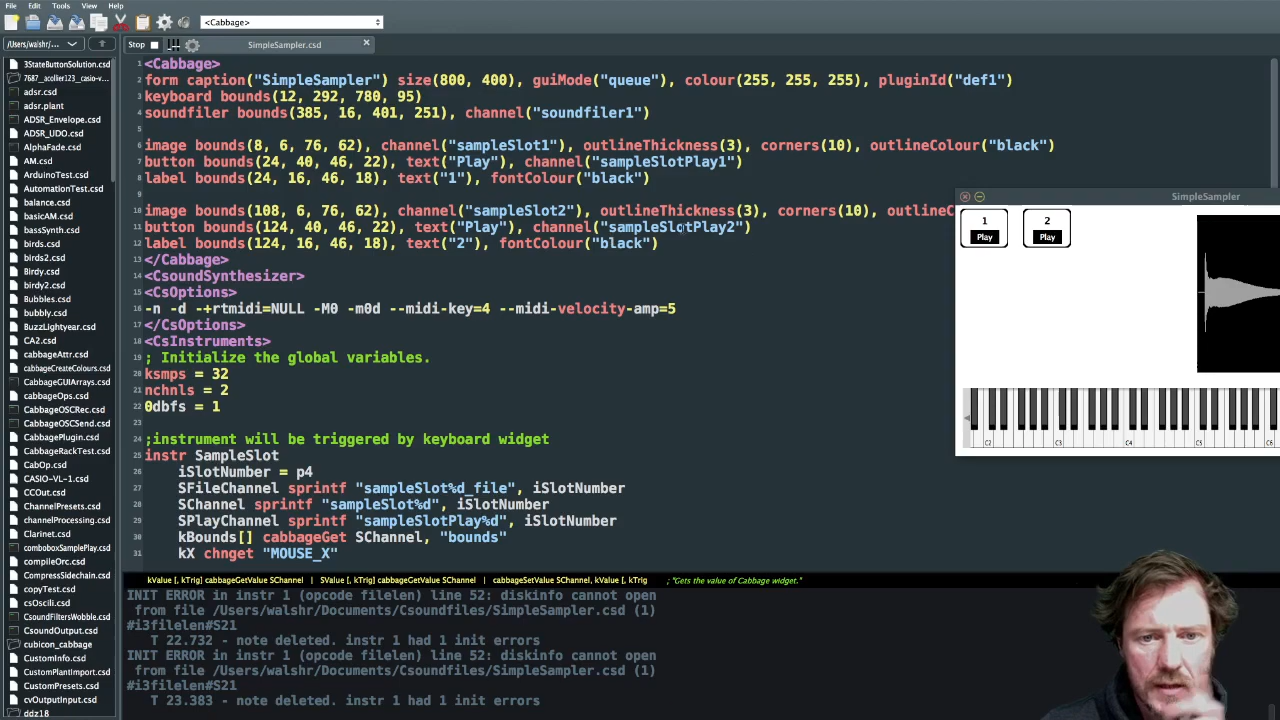 File Edit Tools View Help
<Cabbage>
/Users/walshr/...
Stop
SimpleSampler.csd
3StateButtonSolution.csd
7687_acollier123_casio-v...
adsr.csd
adsr.plant
ADSR_Envelope.csd
ADSR_UDO.csd
AlphaFade.csd
AM.csd
ArduinoTest.csd
AutomationTest.csd
balance.csd
basicAM.csd
bassSynth.csd
birds.csd
birds2.csd
Birdy.csd
birdy2.csd
Bubbles.csd
bubbly.csd
BuzzLightyear.csd
CA2.csd
cabbageAttr.csd
cabbageCreateColours.csd
CabbageGUIArrays.csd
cabbageOps.csd
CabbageOSCRec.csd
CabbageOSCSend.csd
CabbagePlugin.csd
CabbageRackTest.csd
CabOp.csd
CASIO-VL-1.csd
CCOut.csd
ChannelPresets.csd
channelProcessing.csd
Clarinet.csd
comboboxSamplePlay.csd
compileOrc.csd
CompressSidechain.csd
copyTest.csd
csOscili.csd
CsoundFiltersWobble.csd
CsoundOutput.csd
cubicon_cabbage
CustomInfo.csd
CustomPlantImport.csd
CustomPresets.csd
cvOutputInput.csd
ddz18
1 <Cabbage>
2 form caption("SimpleSampler") size(800, 400), guiMode("queue"), colour(255, 255, 255), pluginId("def1")
3 keyboard bounds(12, 292, 780, 95)
4 soundfiler bounds(385, 16, 401, 251), channel("soundfiler1")
5
6 image bounds(8, 6, 76, 62), channel("sampleSlot1"), outlineThickness(3), corners(10), outlineColour("black")
7 button bounds(24, 40, 46, 22), text("Play"), channel("sampleSlotPlay1")
8 label bounds(24, 16, 46, 18), text("1"), fontColour("black")
9
10 image bounds(108, 6, 76, 62), channel("sampleSlot2"), outlineThickness(3), corners(10), outlineC
11 button bounds(124, 40, 46, 22), text("Play"), channel("sampleSlotPlay2")
12 label bounds(124, 16, 46, 18), text("2"), fontColour("black")
13 </Cabbage>
14 <CsoundSynthesizer>
15 <CsOptions>
16 -n -d -+rtmidi=NULL -M0 -m0d --midi-key=4 --midi-velocity-amp=5
17 </CsOptions>
18 <CsInstruments>
19 ; Initialize the global variables.
20 ksmps = 32
21 nchnls = 2
22 0dbfs = 1
23
24 ;instrument will be triggered by keyboard widget
25 instr SampleSlot
26 iSlotNumber = p4
27 SFileChannel sprintf "sampleSlot%d_file", iSlotNumber
28 SChannel sprintf "sampleSlot%d", iSlotNumber
29 SPlayChannel sprintf "sampleSlotPlay%d", iSlotNumber
30 kBounds[] cabbageGet SChannel, "bounds"
31 kX chnget "MOUSE_X"
SimpleSampler
1
2
Play
Play
C2 C3 C4 C5 C6
kValue [, kTrig] cabbageGetValue SChannel | SValue [, kTrig] cabbageGetValue SChannel | cabbageSetValue SChannel, kValue [, kTrig ; "Gets the value of Cabbage widget."
INIT ERROR in instr 1 (opcode filelen) line 52: diskinfo cannot open
from file /Users/walshr/Documents/Csoundfiles/SimpleSampler.csd (1)
#i3filelen#S21
T 22.732 - note deleted. instr 1 had 1 init errors
INIT ERROR in instr 1 (opcode filelen) line 52: diskinfo cannot open
from file /Users/walshr/Documents/Csoundfiles/SimpleSampler.csd (1)
#i3filelen#S21
T 23.383 - note deleted. instr 1 had 1 init errors